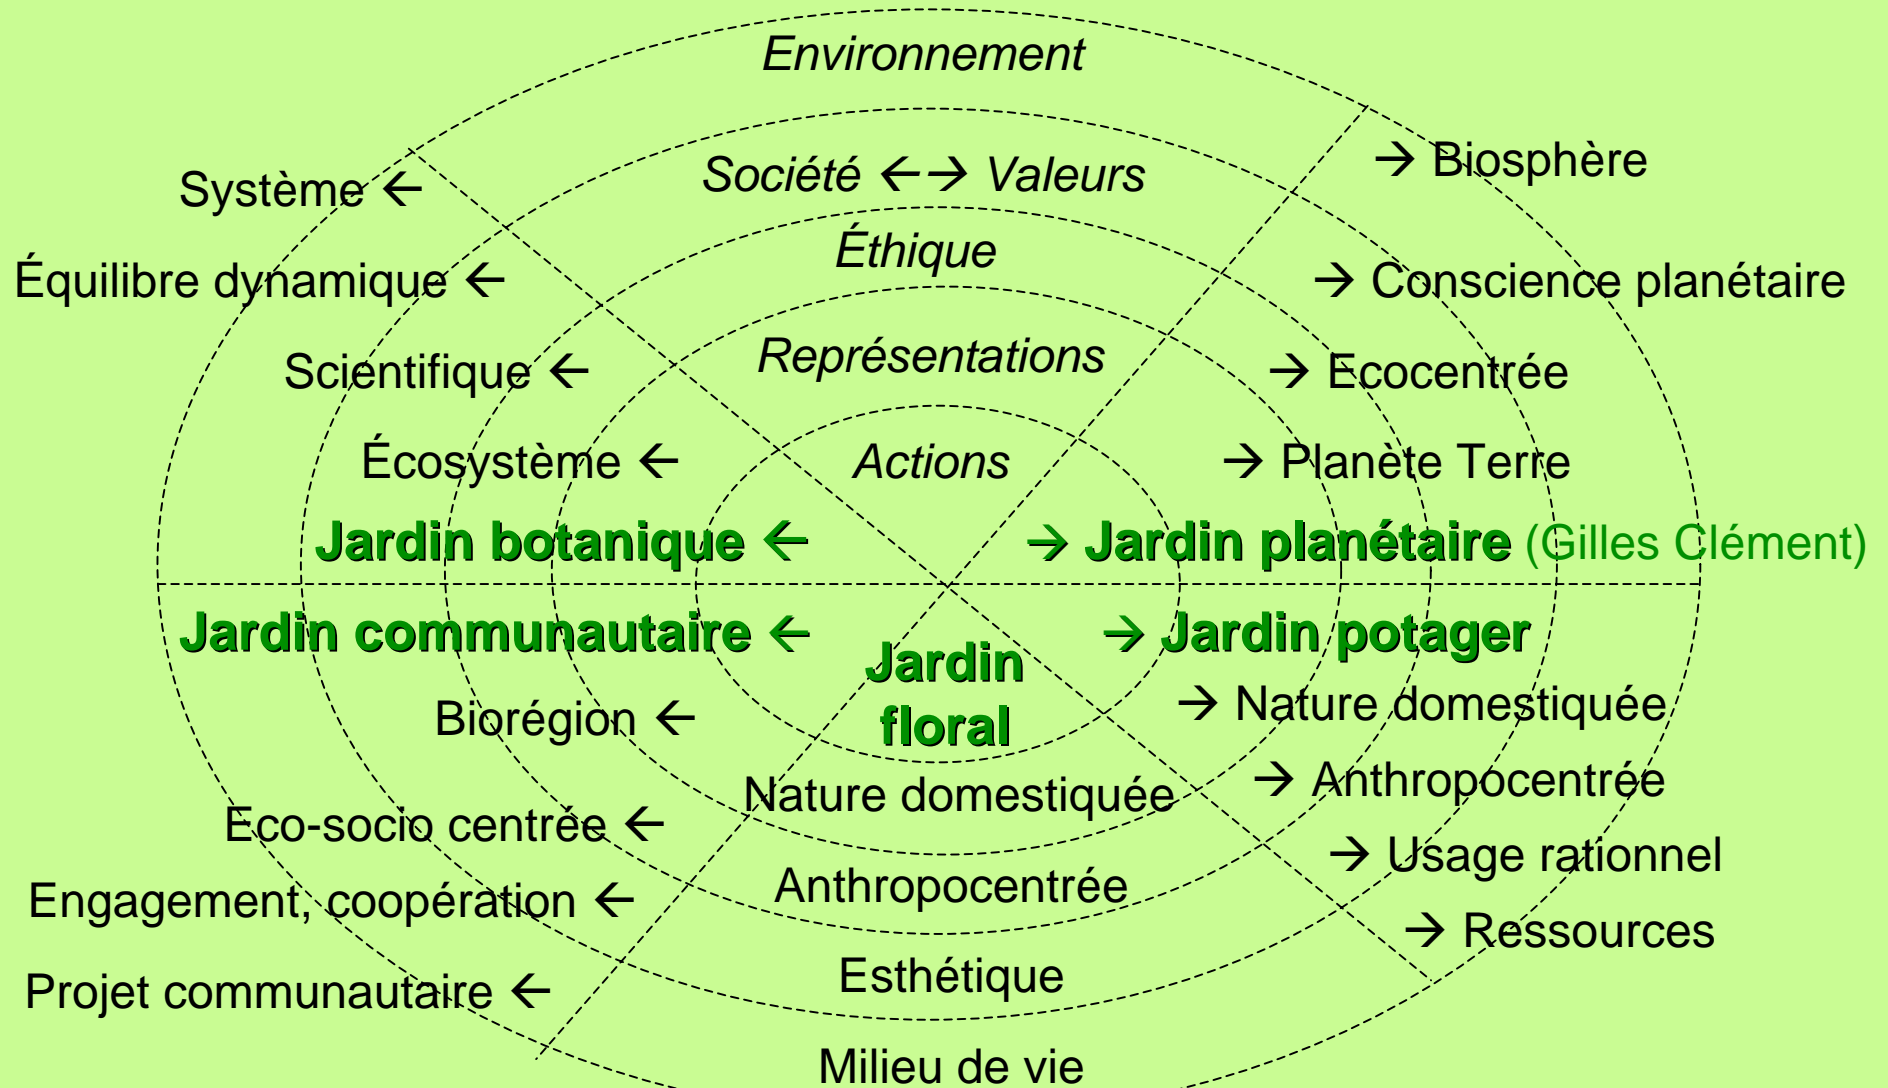 Environnement
Société ←→ Valeurs
Éthique
Représentations
Actions
Système ←
Équilibre dynamique ←
Scientifique ←
Écosystème ←
Jardin botanique ←
→ Biosphère
→ Conscience planétaire
→ Ecocentrée
→ Planète Terre
→ Jardin planétaire (Gilles Clément)
Jardin communautaire ←
Biorégion ←
Eco-socio centrée ←
Engagement, coopération ←
Projet communautaire ←
Jardin
floral
Nature domestiquée
Anthropocentrée
Esthétique
Milieu de vie
→ Jardin potager
→ Nature domestiquée
→ Anthropocentrée
→ Usage rationnel
→ Ressources